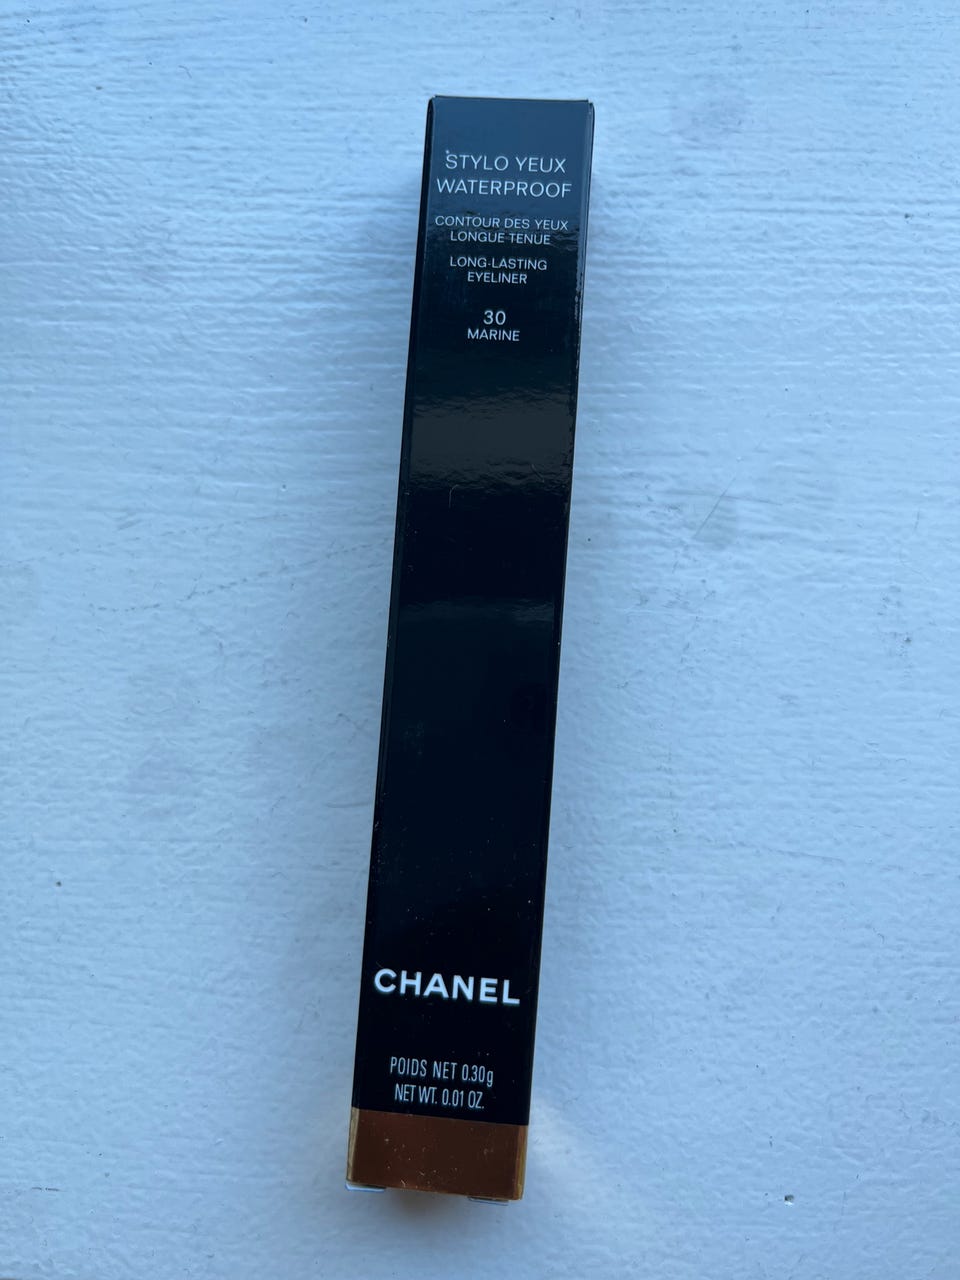 STYLO YEUX
WATERPROOF
CONTOUR DES YEUX
LONGUE TENUE
LONG-LASTING
EYELINER
30
MARINE
CHANEL
POIDS NET 0.30g
NET WT. 0.01 OZ.